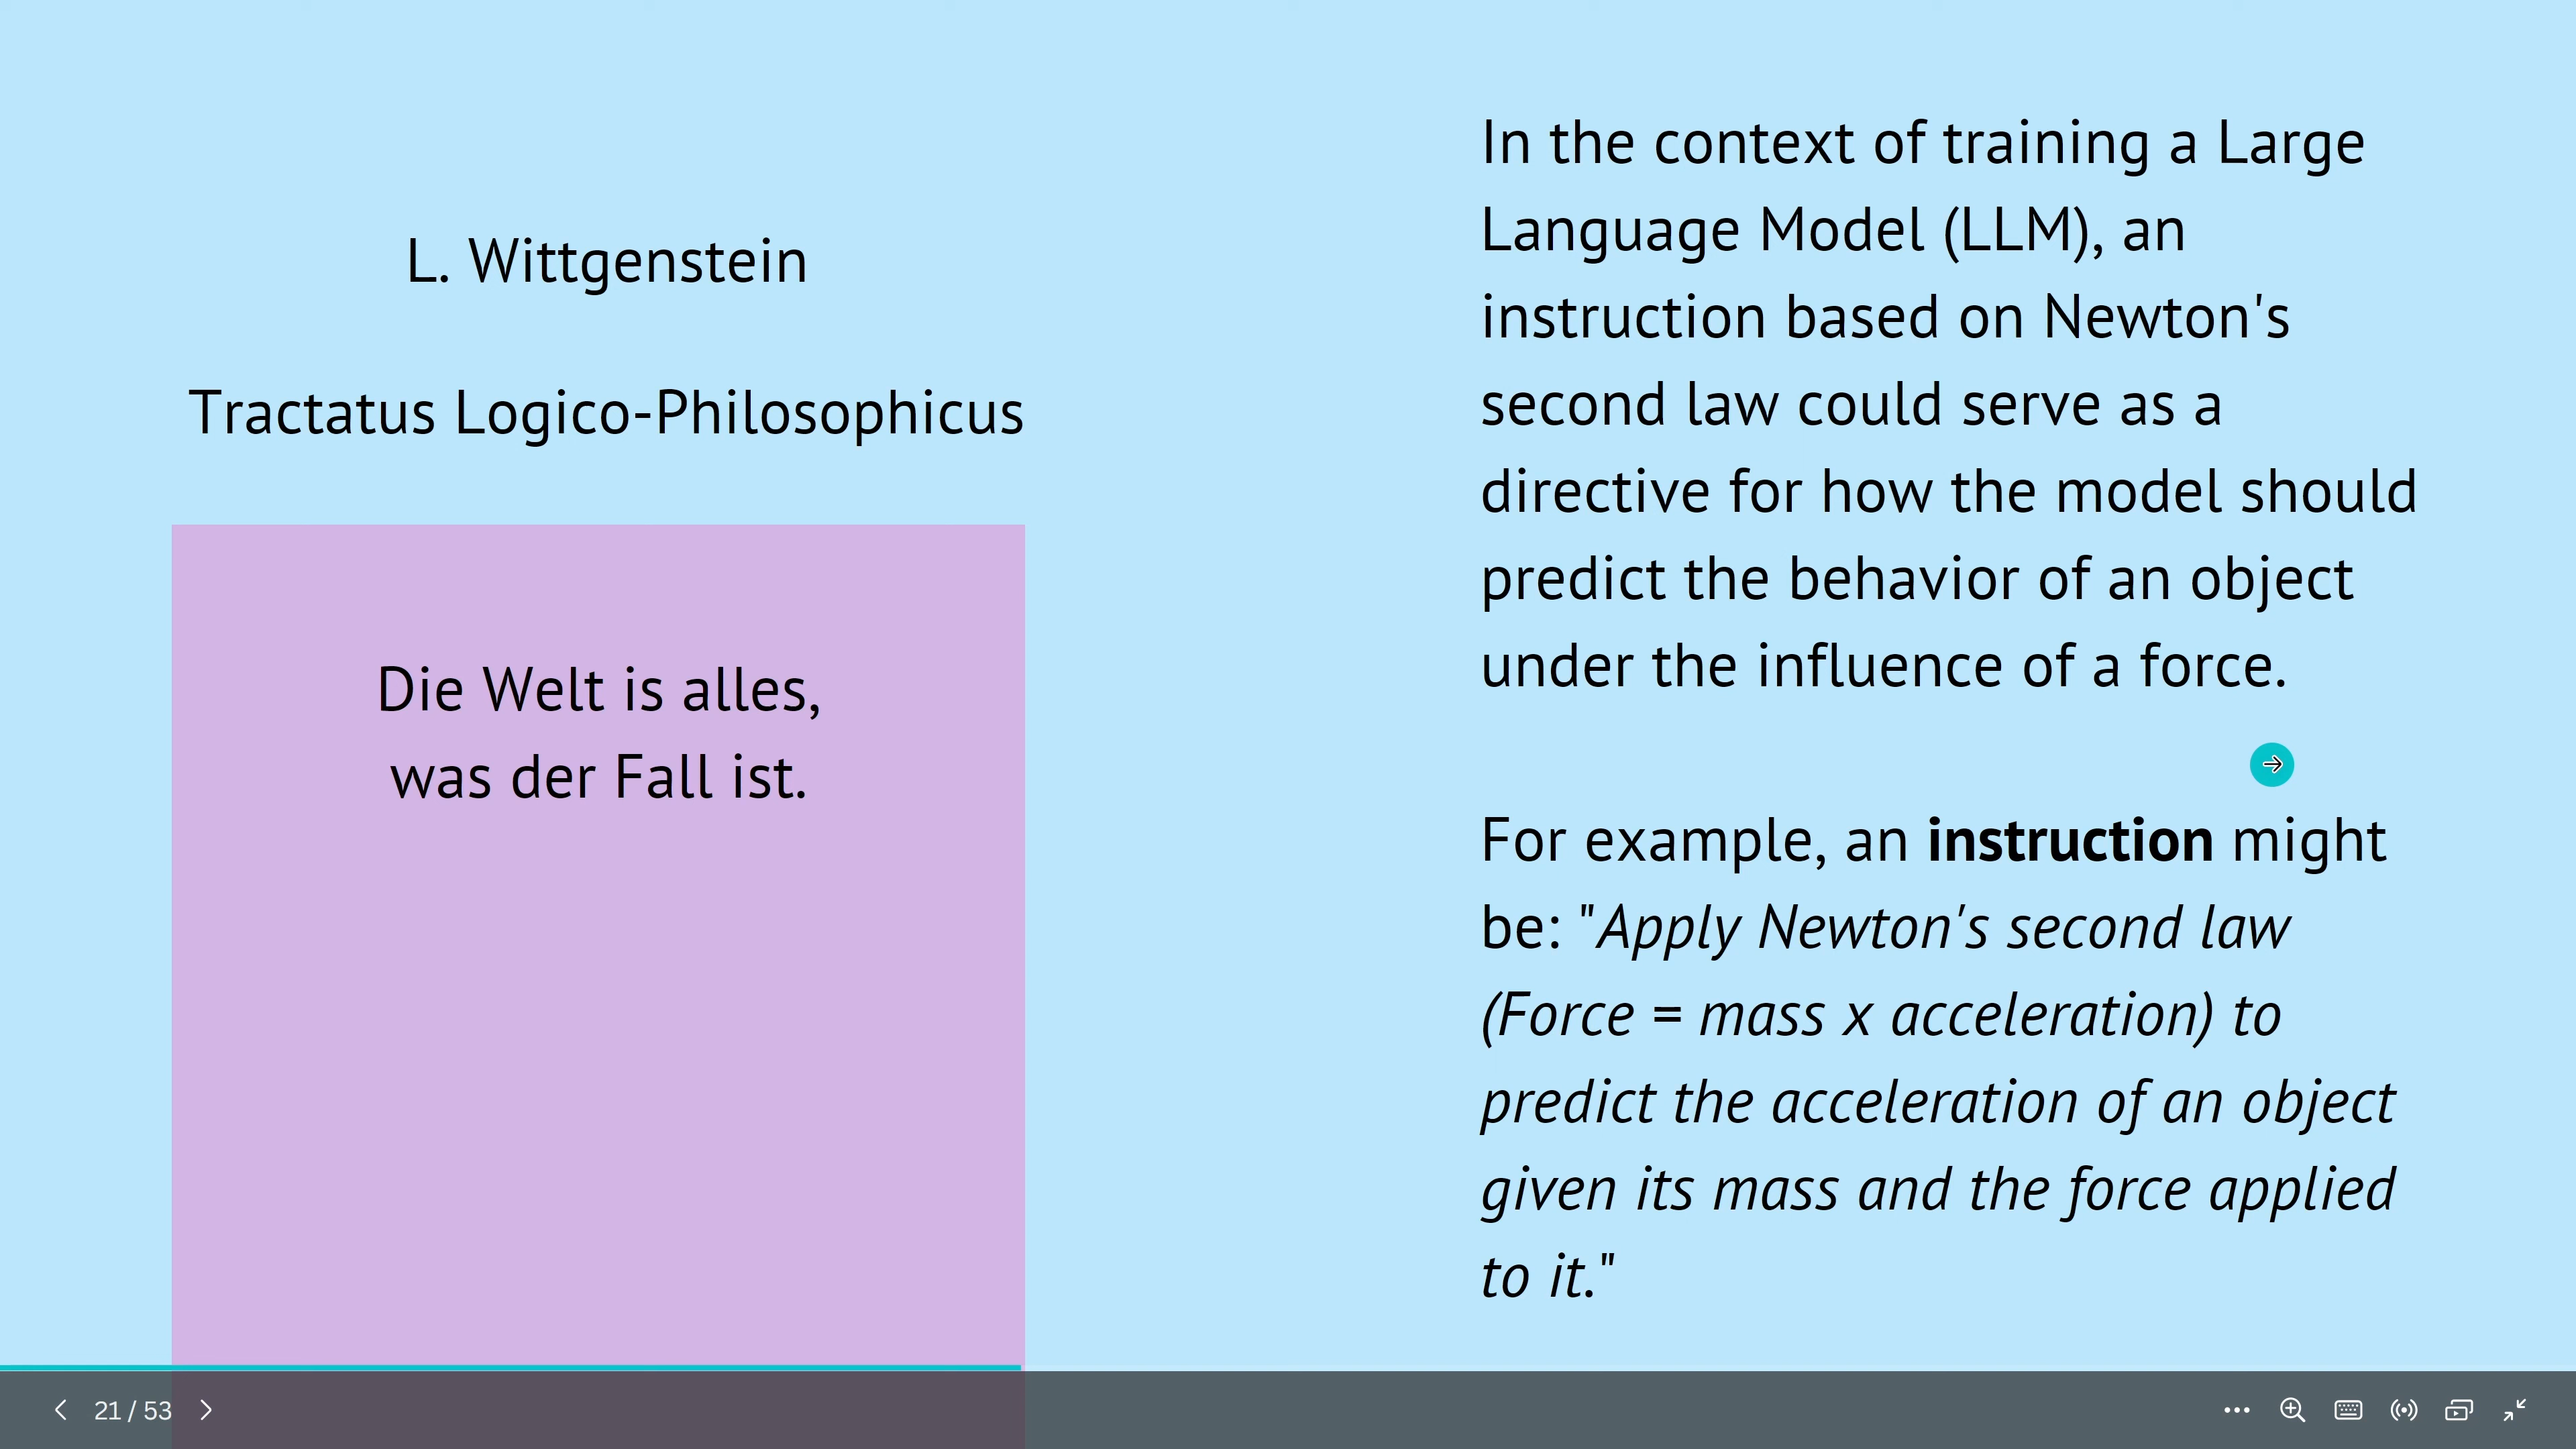 L. Wittgenstein
Tractatus Logico-Philosophicus
Die Welt is alles,
was der Fall ist.
In the context of training a Large
Language Model (LLM), an
instruction based on Newton's
second law could serve as a
directive for how the model should
predict the behavior of an object
under the influence of a force.
For example, an instruction might
be: "Apply Newton's second law
(Force = mass x acceleration) to
predict the acceleration of an object
given its mass and the force applied
to it."
21 / 53